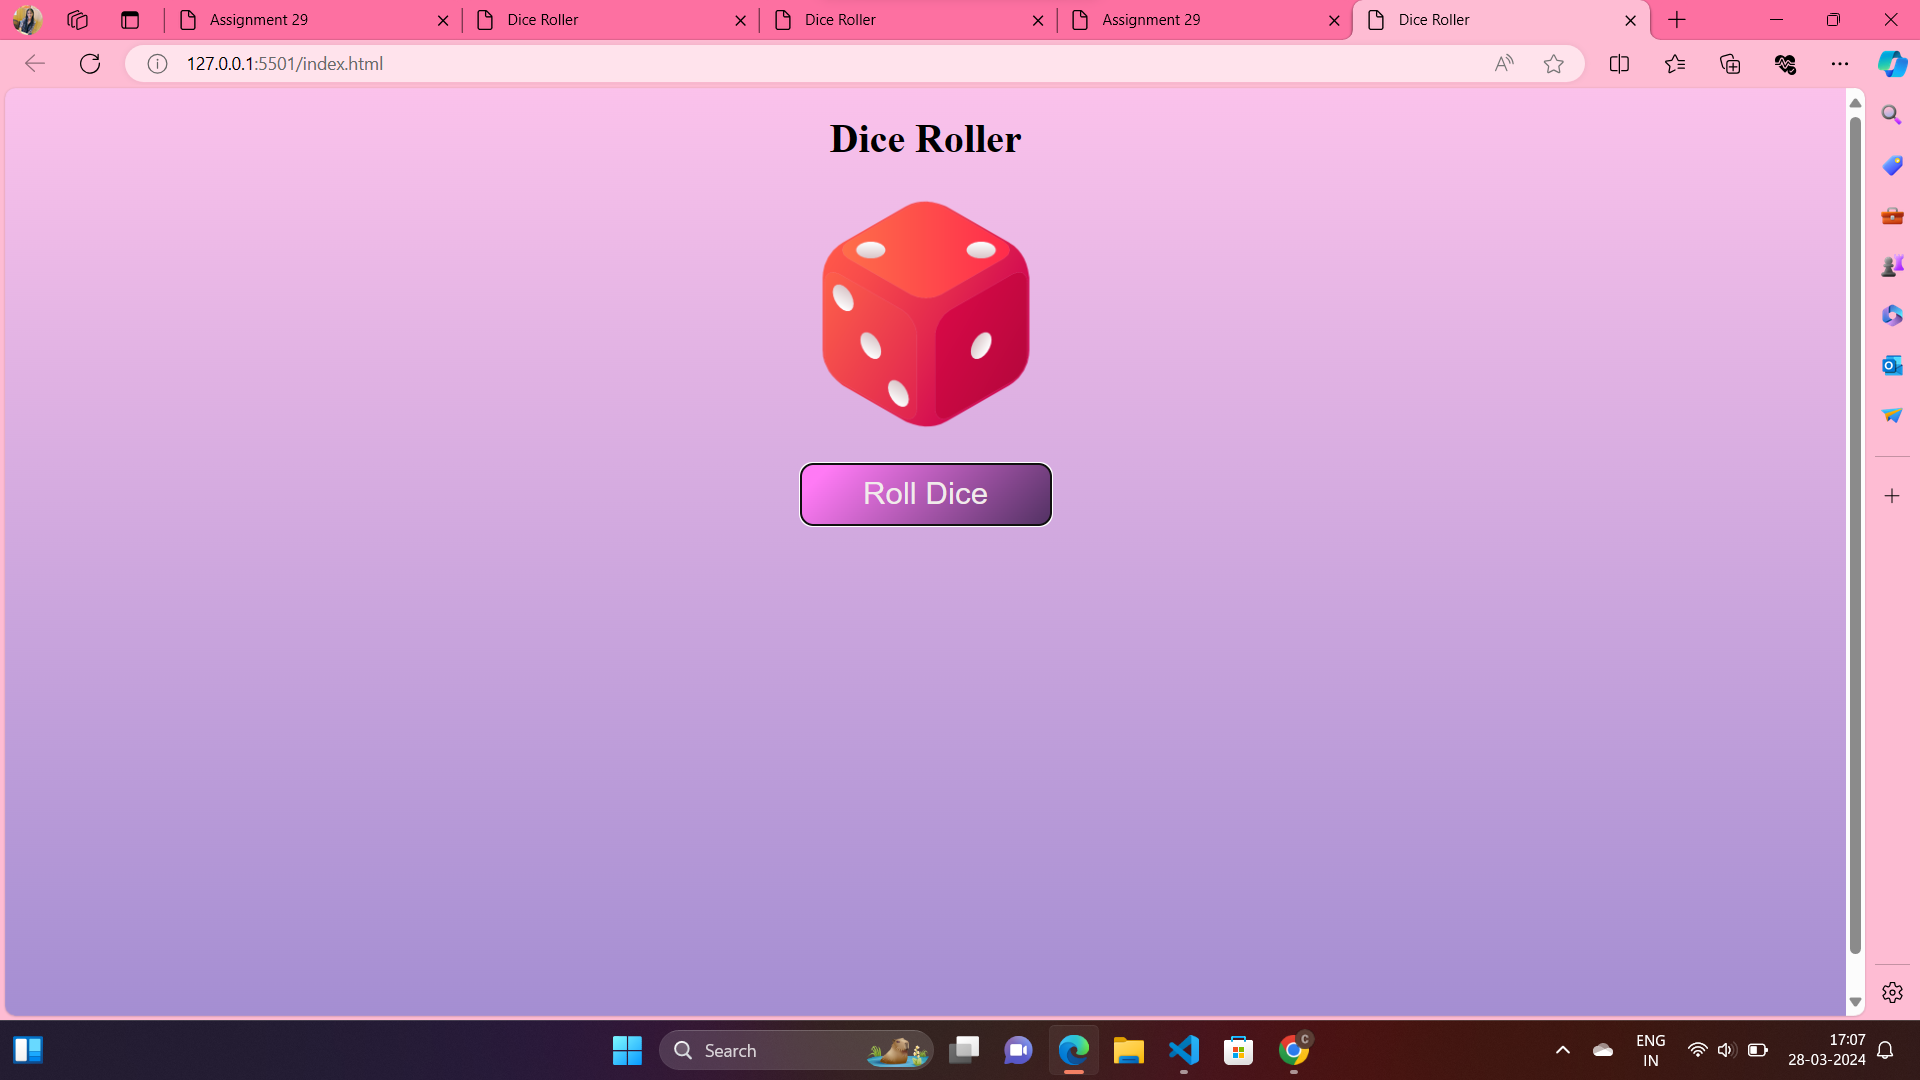 Assignment 29
Dice Roller
Dice Roller
Assignment 29
Dice Roller
127.0.0.1:5501/index.html
Dice Roller
Roll Dice
Search
C
ENG
IN
17:07
28-03-2024